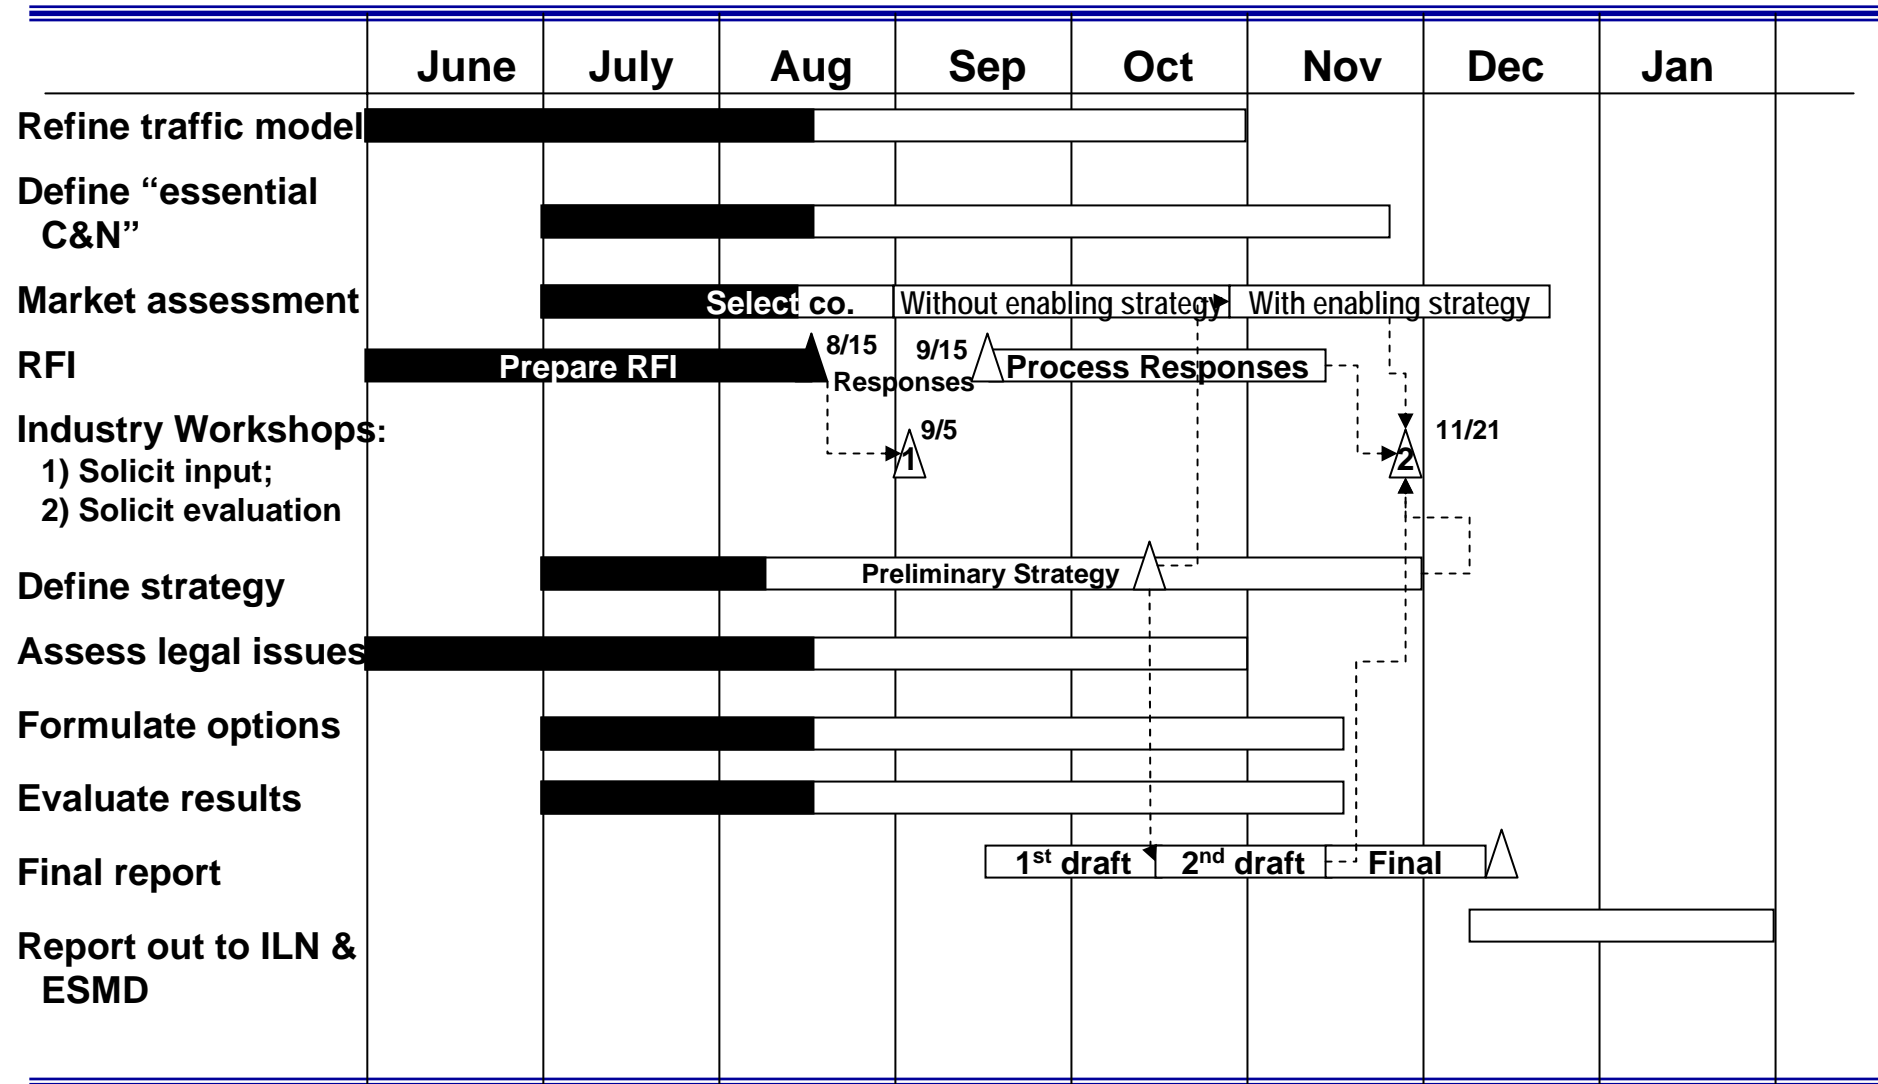 June July Aug Sep Oct Nov Dec Jan
Refine traffic model
Define “essential
C&N”
Market assessment
Select co. Without enabling strategy With enabling strategy
RFI
Prepare RFI 8/15 Responses 9/15 Process Responses
Industry Workshops:
1) Solicit input;
2) Solicit evaluation
1 9/5 2 11/21
Define strategy
Preliminary Strategy
Assess legal issues
Formulate options
Evaluate results
Final report
1st draft 2nd draft Final
Report out to ILN &
ESMD